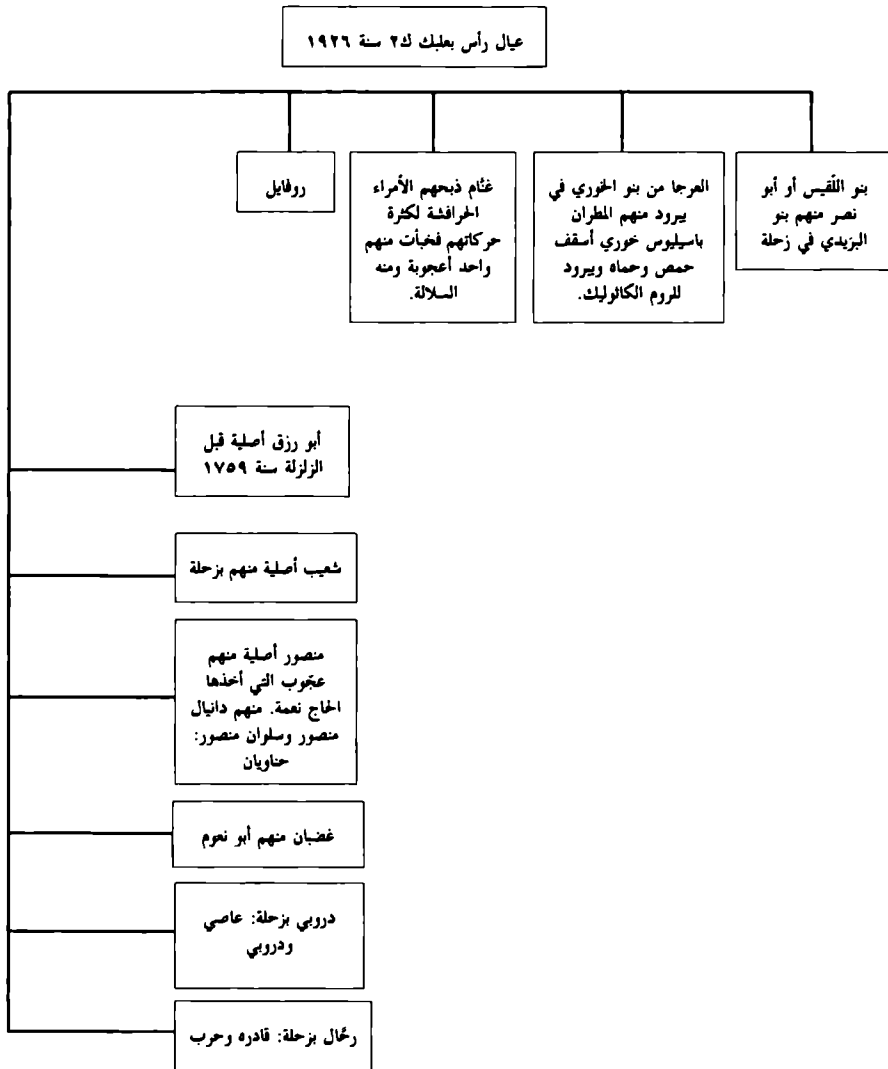 عيال رأس بعلبك ك٢ سنة ١٩٢٦
بنو اللّقيس أو أبو
نصر منهم بنو
البزيدي في زحلة
العرجا من بنو الخوري في
يبرود منهم المطران
باسيليوس خوري أسقف
حمص وحماه ويبرود
للروم الكاثوليك.
غنّام ذبحهم الأمراء
الحرافشة لكثرة
حركاتهم فخبأت منهم
واحد أعجوبة ومنه
السلالة.
روفايل
أبو رزق أصلية قبل
الزلزلة سنة ١٧٥٩
شعيب أصلية منهم بزحلة
منصور أصلية منهم
عجّوب التي أخذها
الحاج نعمة. منهم دانيال
منصور وسلوان منصور:
حناويان
غضبان منهم أبو نعوم
دروبي بزحلة: عاصي
ودروبي
رحّال بزحلة: قادره وحرب